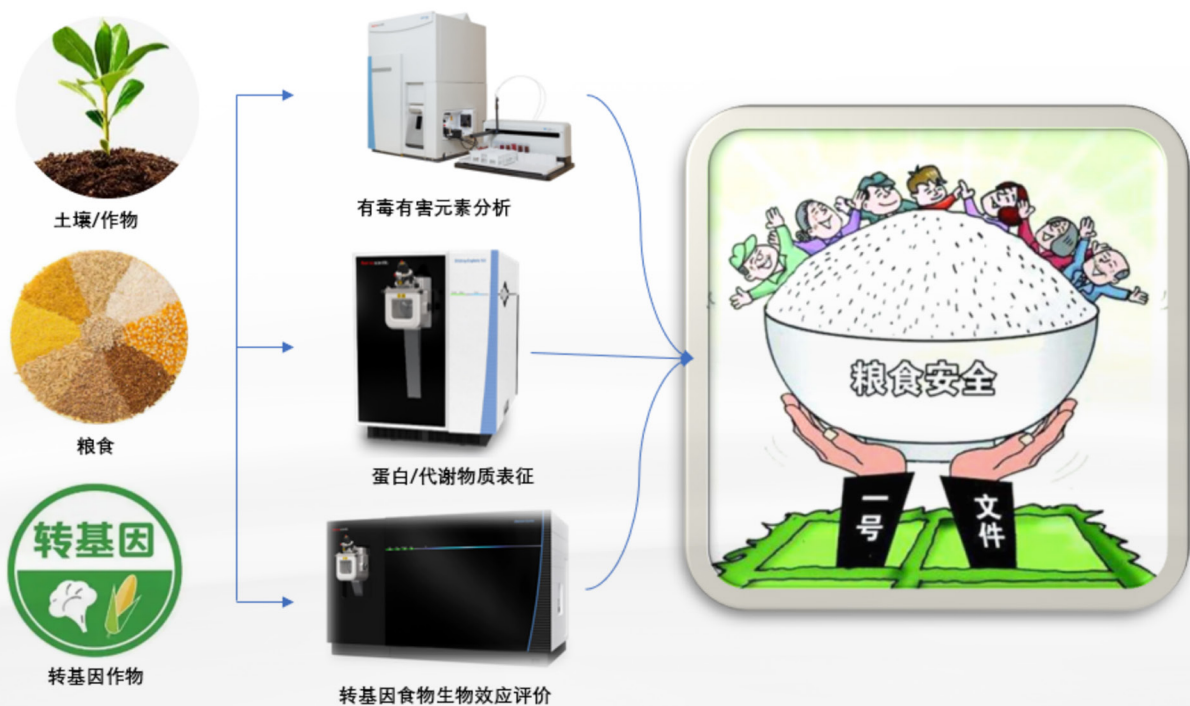 土壤/作物
粮食
转基因
转基因作物
有毒有害元素分析
蛋白/代谢物质表征
转基因食物生物效应评价
粮食安全
一号
文件